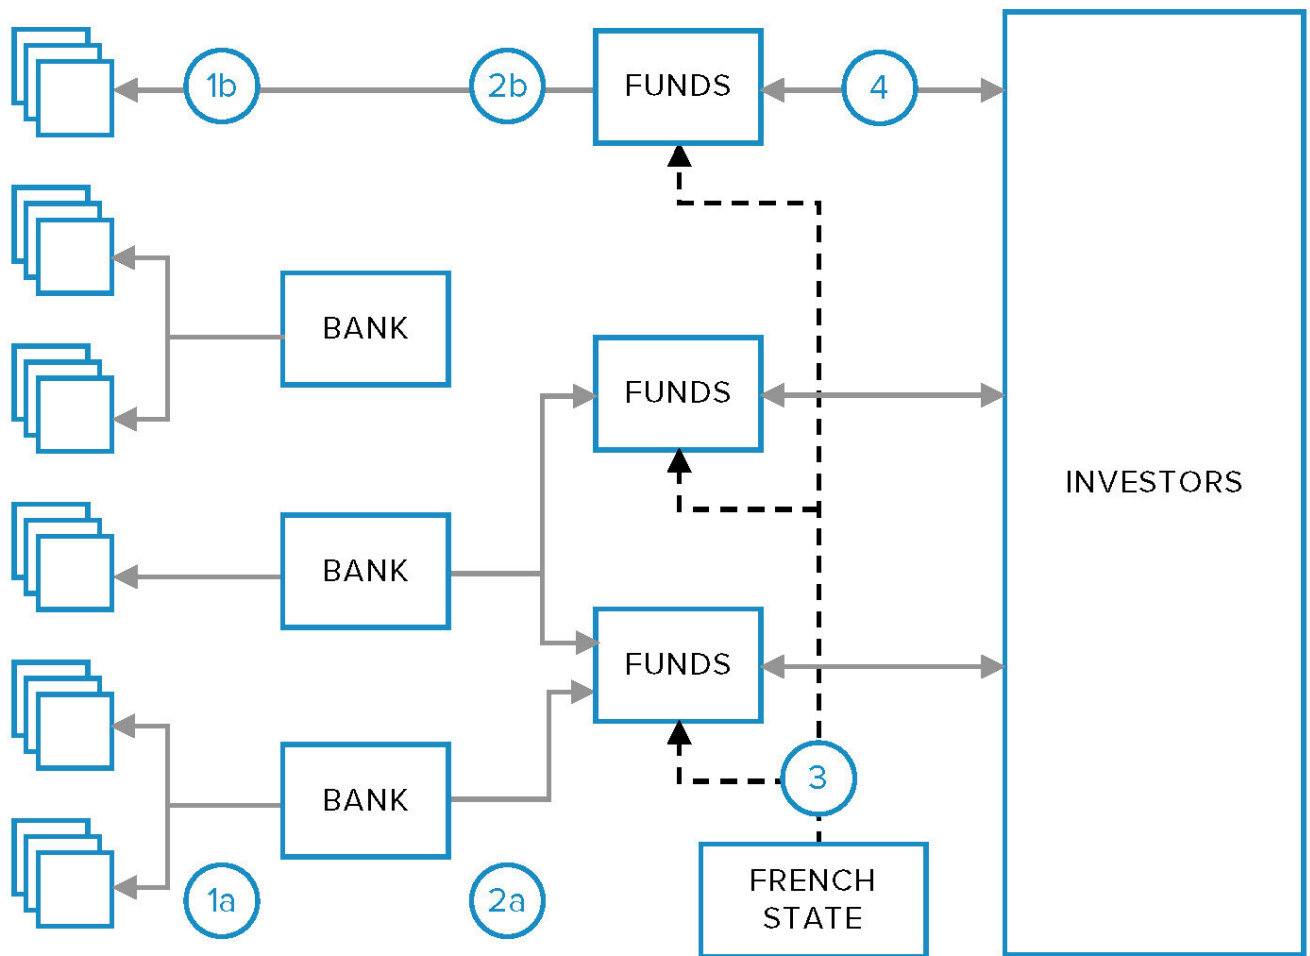 1b
2b
FUNDS
4
BANK
FUNDS
INVESTORS
BANK
FUNDS
BANK
3
1a
2a
FRENCH
STATE